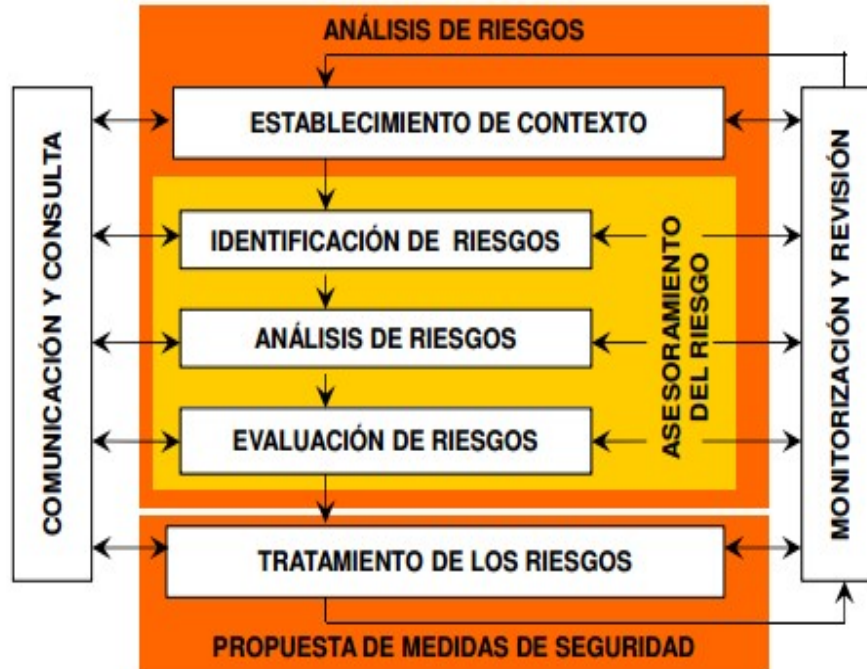 ANÁLISIS DE RIESGOS
COMUNICACIÓN Y CONSULTA
ESTABLECIMIENTO DE CONTEXTO
MONITORIZACIÓN Y REVISIÓN
IDENTIFICACIÓN DE RIESGOS
ANÁLISIS DE RIESGOS
EVALUACIÓN DE RIESGOS
ASESORAMIENTO
DEL RIESGO
TRATAMIENTO DE LOS RIESGOS
PROPUESTA DE MEDIDAS DE SEGURIDAD